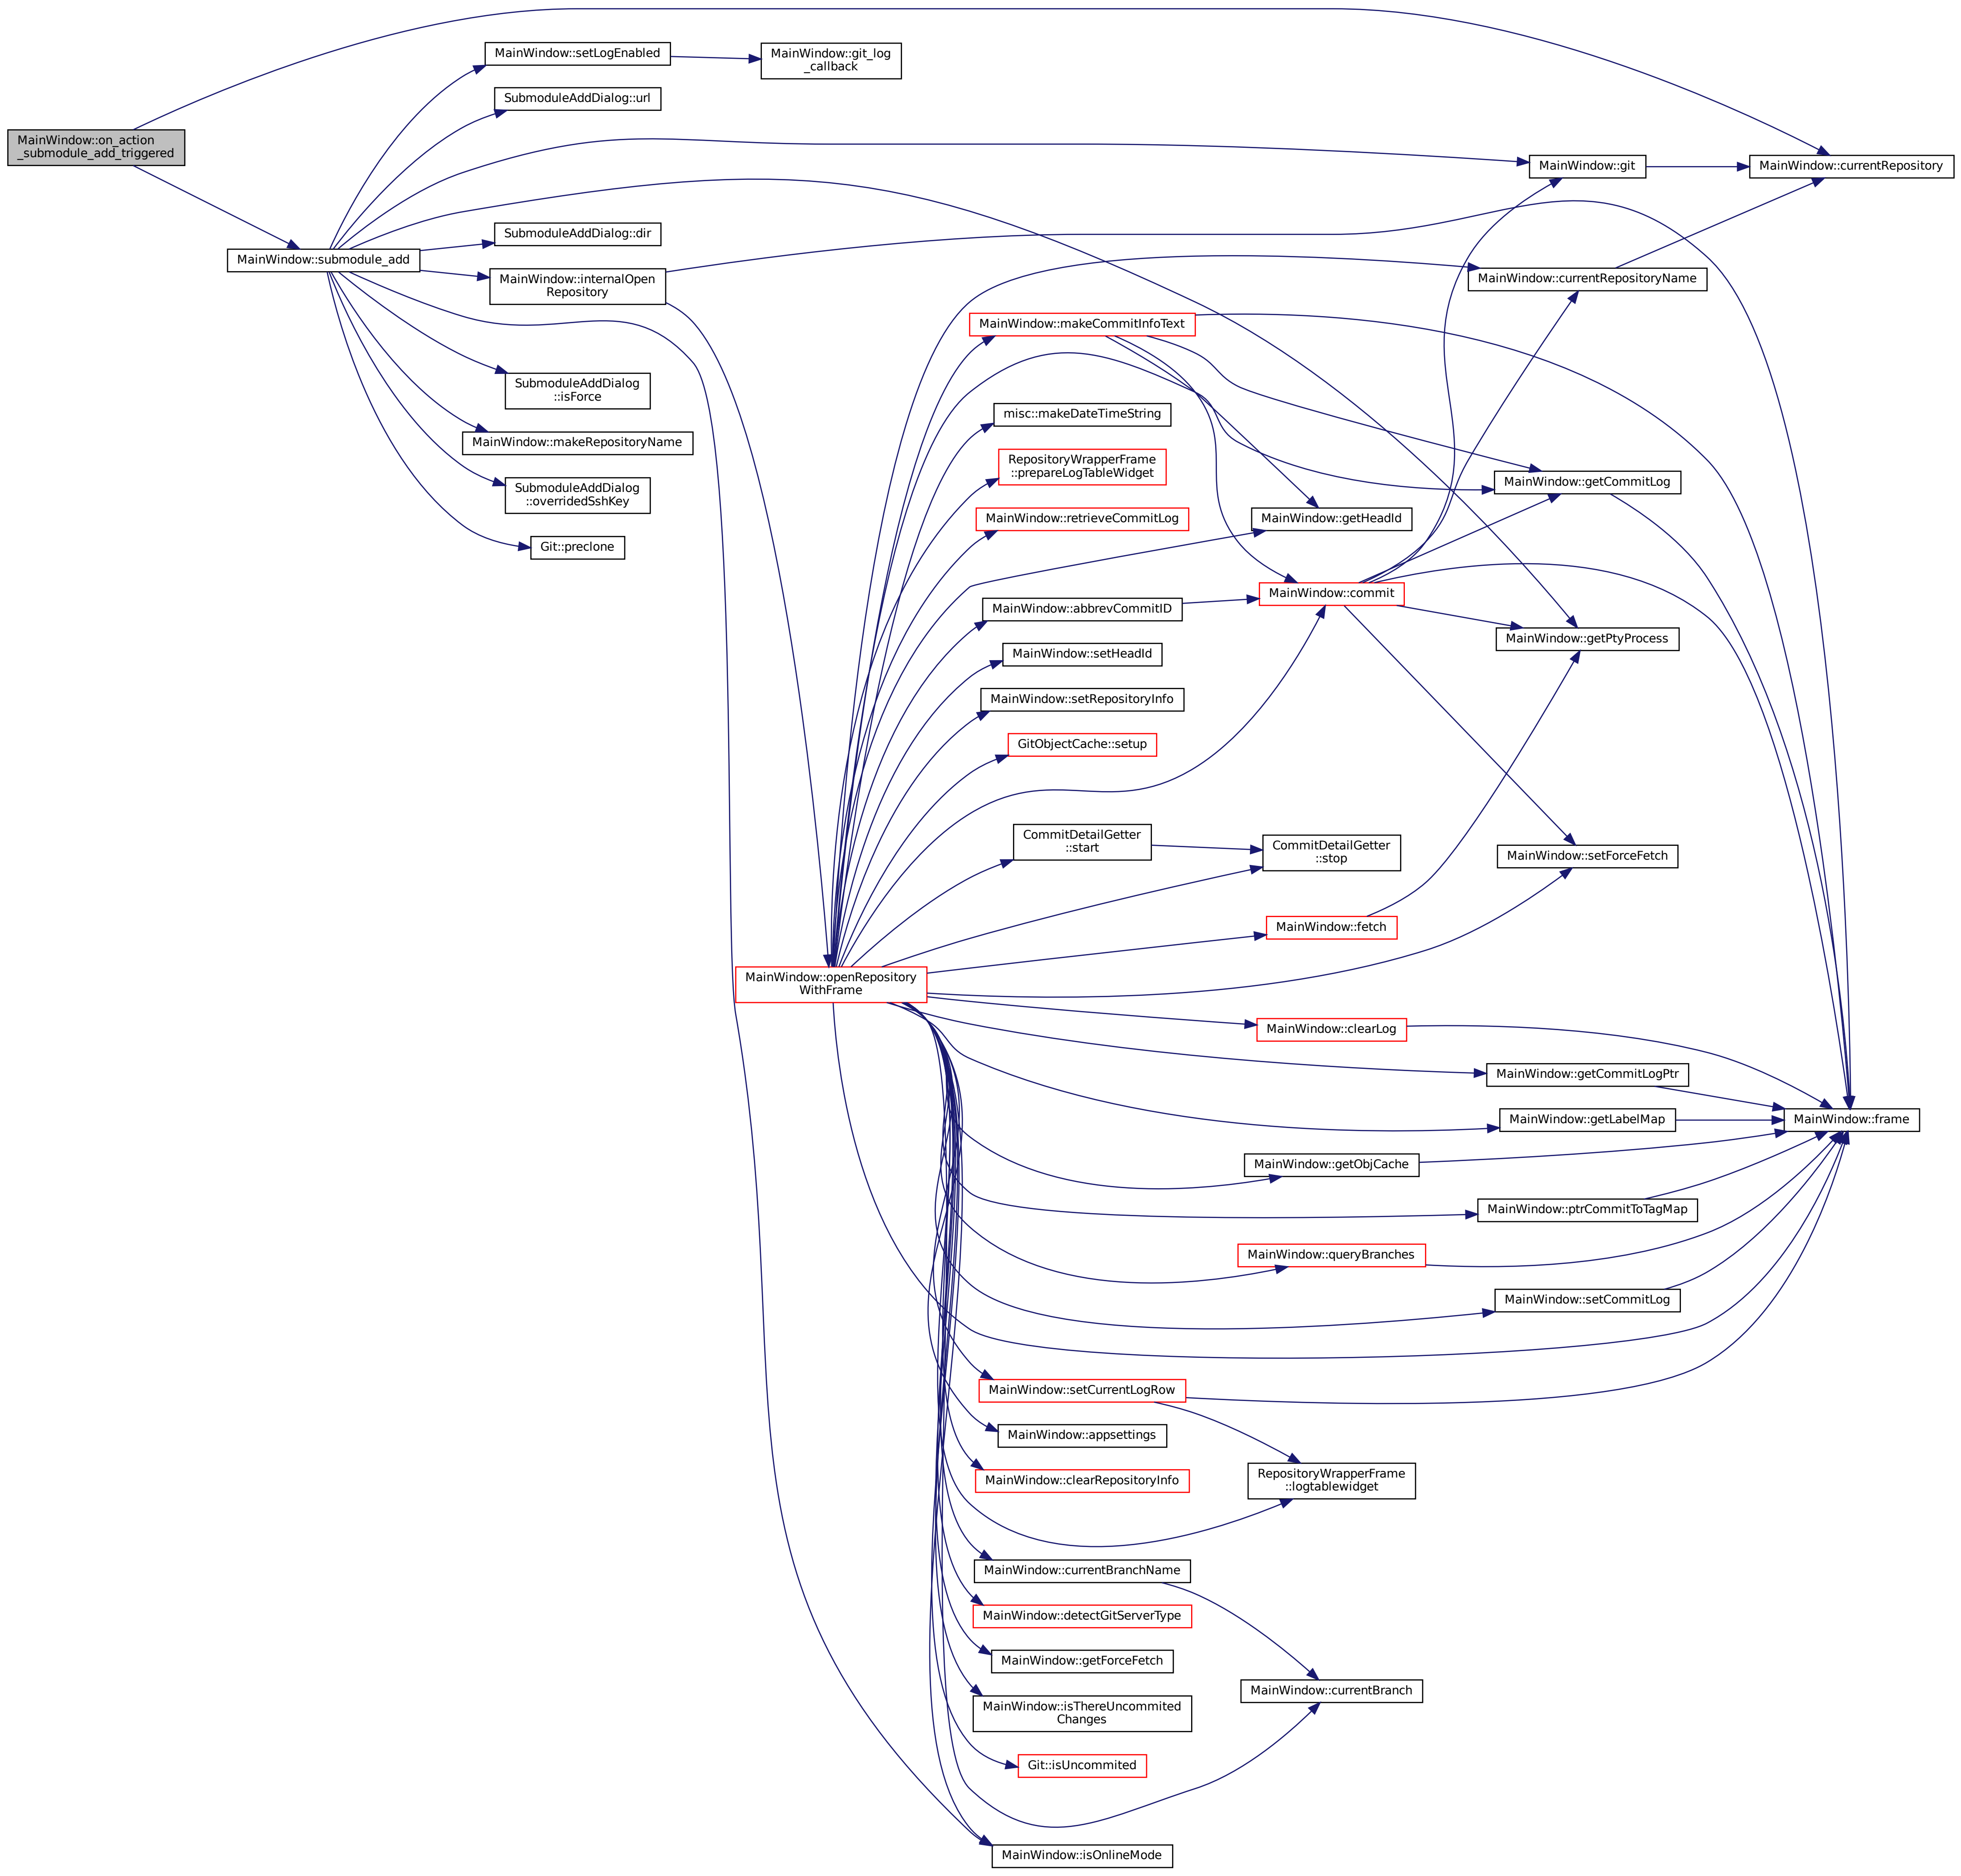 MainWindow::on_action
_submodule_add_triggered
MainWindow::submodule_add
MainWindow::setLogEnabled
MainWindow::git_log
_callback
SubmoduleAddDialog::url
SubmoduleAddDialog::dir
MainWindow::internalOpen
Repository
SubmoduleAddDialog
::isForce
MainWindow::makeRepositoryName
SubmoduleAddDialog
::overridedSshKey
Git::preclone
MainWindow::openRepository
WithFrame
MainWindow::makeCommitInfoText
misc::makeDateTimeString
RepositoryWrapperFrame
::prepareLogTableWidget
MainWindow::retrieveCommitLog
MainWindow::abbrevCommitID
MainWindow::setHeadId
MainWindow::setRepositoryInfo
GitObjectCache::setup
CommitDetailGetter
::start
MainWindow::setCurrentLogRow
MainWindow::appsettings
MainWindow::clearRepositoryInfo
MainWindow::currentBranchName
MainWindow::detectGitServerType
MainWindow::getForceFetch
MainWindow::isThereUncommited
Changes
Git::isUncommited
MainWindow::isOnlineMode
MainWindow::getHeadId
MainWindow::commit
CommitDetailGetter
::stop
MainWindow::fetch
MainWindow::clearLog
MainWindow::getObjCache
MainWindow::queryBranches
RepositoryWrapperFrame
::logtablewidget
MainWindow::currentBranch
MainWindow::git
MainWindow::currentRepositoryName
MainWindow::getCommitLog
MainWindow::getPtyProcess
MainWindow::setForceFetch
MainWindow::getCommitLogPtr
MainWindow::getLabelMap
MainWindow::ptrCommitToTagMap
MainWindow::setCommitLog
MainWindow::currentRepository
MainWindow::frame